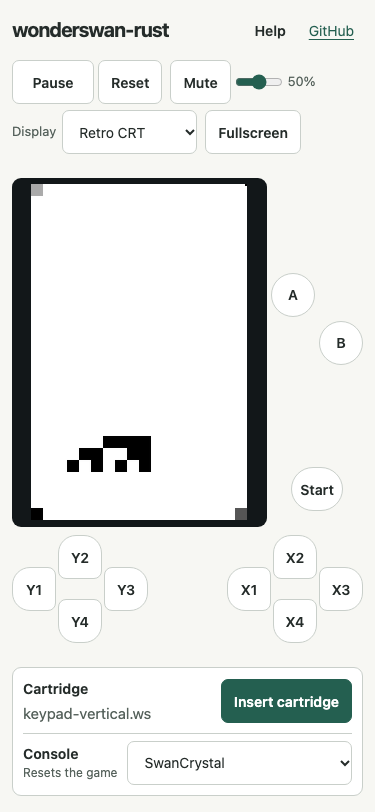 wonderswan-rust Help GitHub
Pause Reset Mute 50%
Display Retro CRT Fullscreen
A
B
Start
Y2 X2
Y1 Y3 X1 X3
Y4 X4
Cartridge
keypad-vertical.ws
Insert cartridge
Console
Resets the game
SwanCrystal